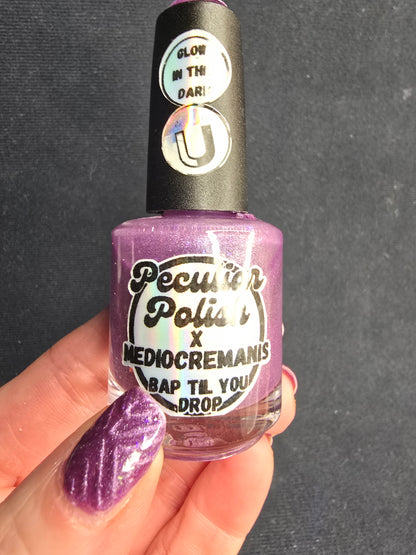 GLOW
IN THE
DARK
Peculiar
Polish
X
MEDIOCREMANIS
BAP TIL YOU
DROP